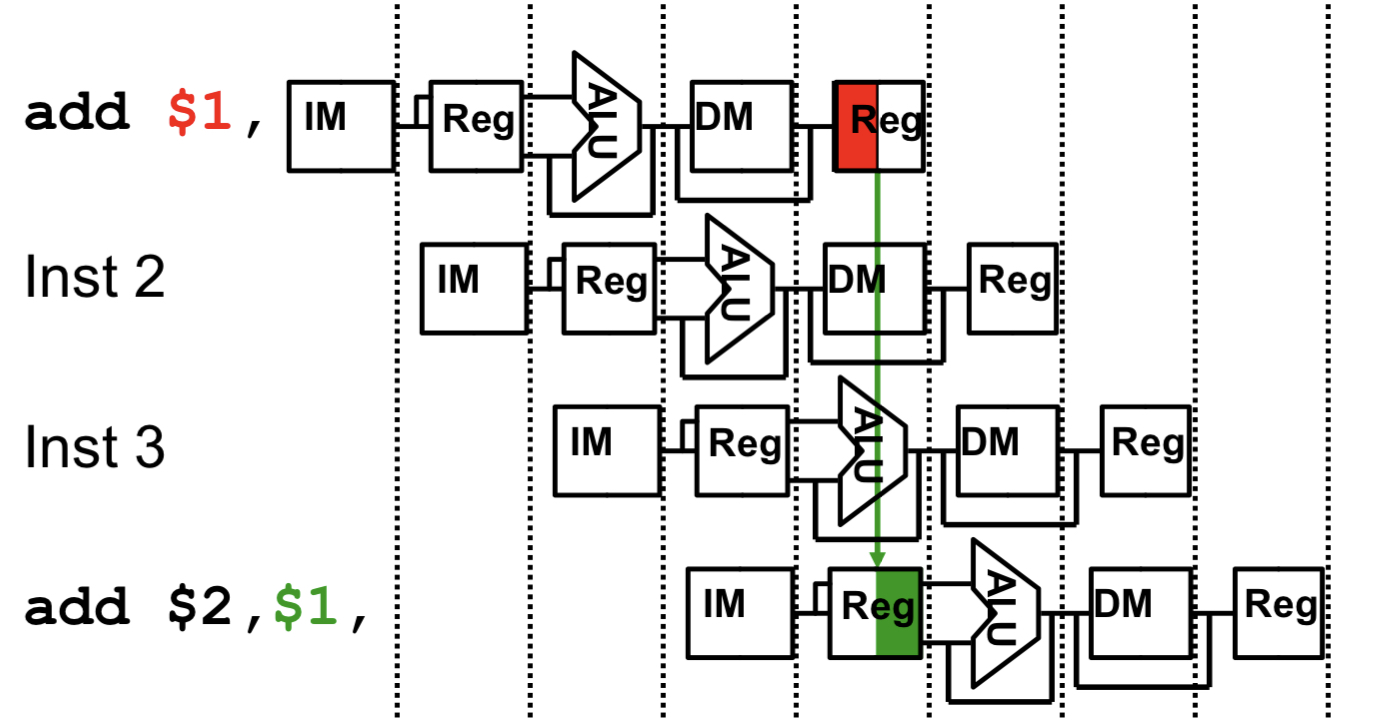 add $1, IM Reg ALU DM Reg
Inst 2 IM Reg ALU DM Reg
Inst 3 IM Reg ALU DM Reg
add $2,$1, IM Reg ALU DM Reg